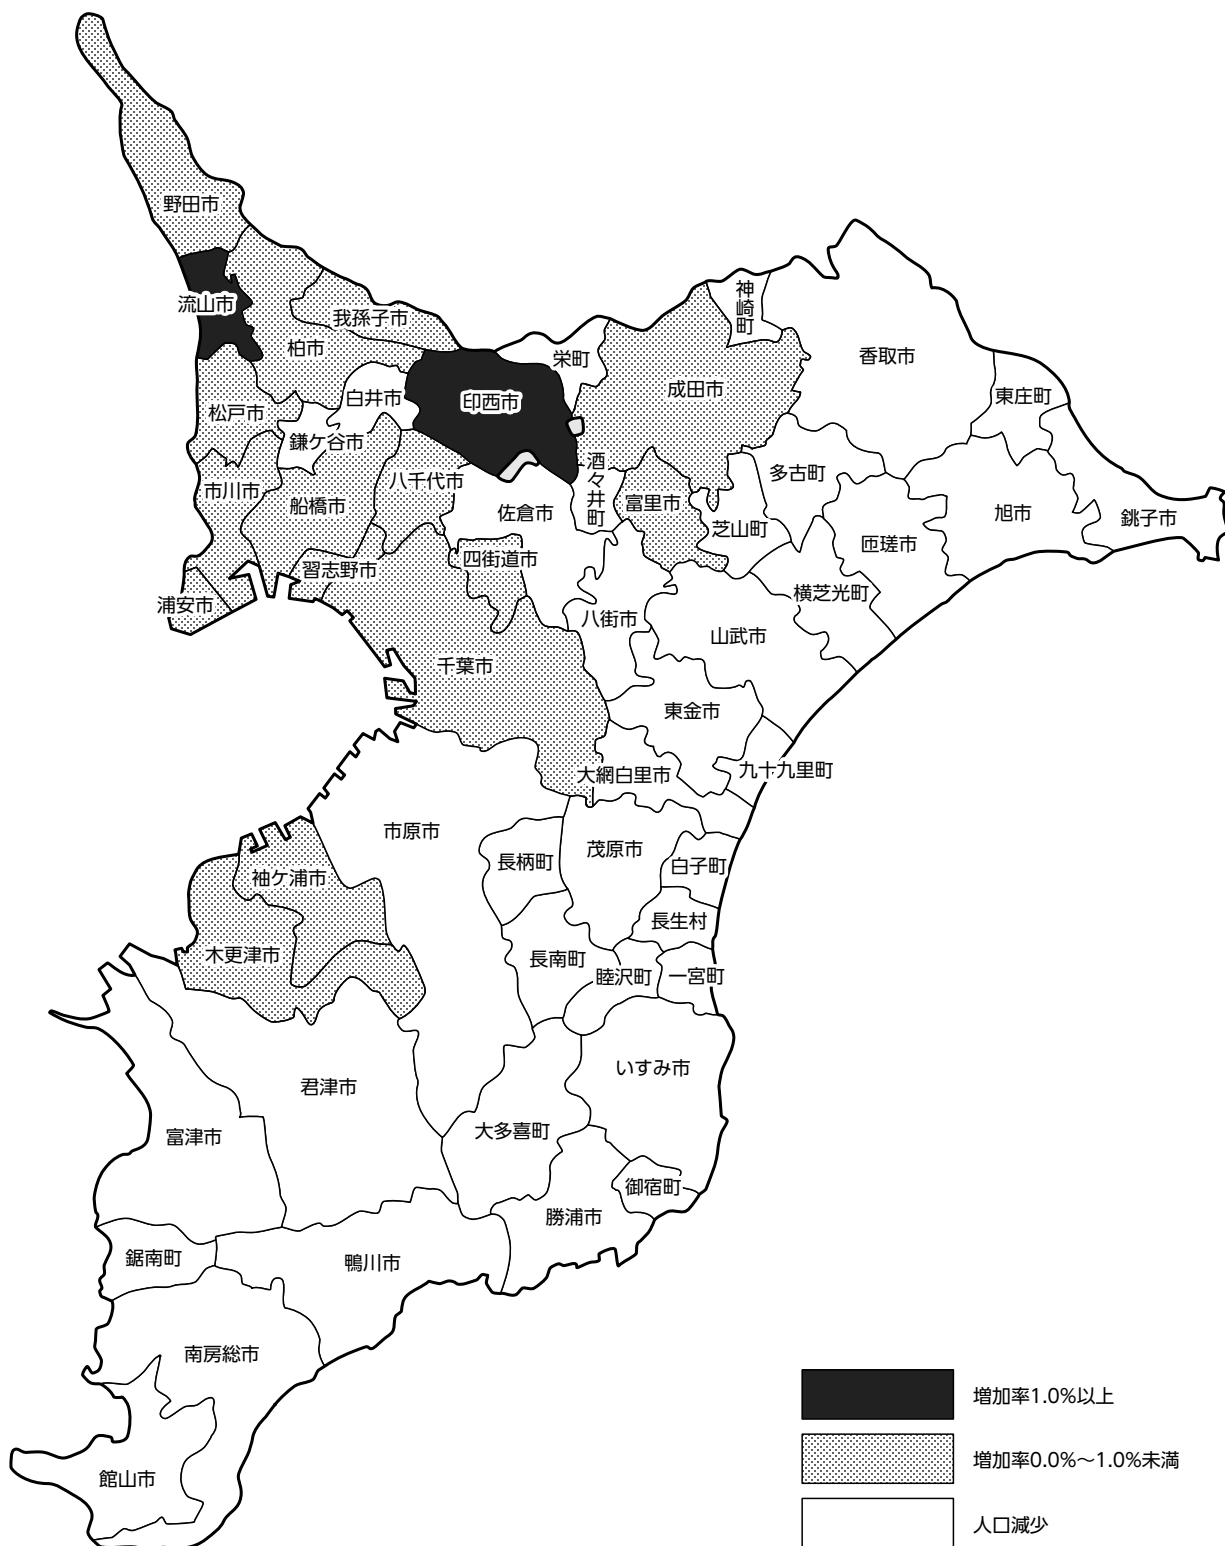 野田市
流山市
柏市
我孫子市
松戸市
鎌ケ谷市
白井市
印西市
栄町
成田市
神崎町
香取市
東庄町
市川市
船橋市
八千代市
佐倉市
酒々井町
富里市
芝山町
多古町
匝瑳市
旭市
銚子市
浦安市
習志野市
四街道市
八街市
山武市
横芝光町
千葉市
東金市
大網白里市
九十九里町
市原市
長柄町
茂原市
白子町
袖ケ浦市
長生村
木更津市
長南町
睦沢町
一宮町
君津市
いすみ市
富津市
大多喜町
御宿町
勝浦市
鋸南町
鴨川市
南房総市
館山市
増加率1.0%以上
増加率0.0%～1.0%未満
人口減少